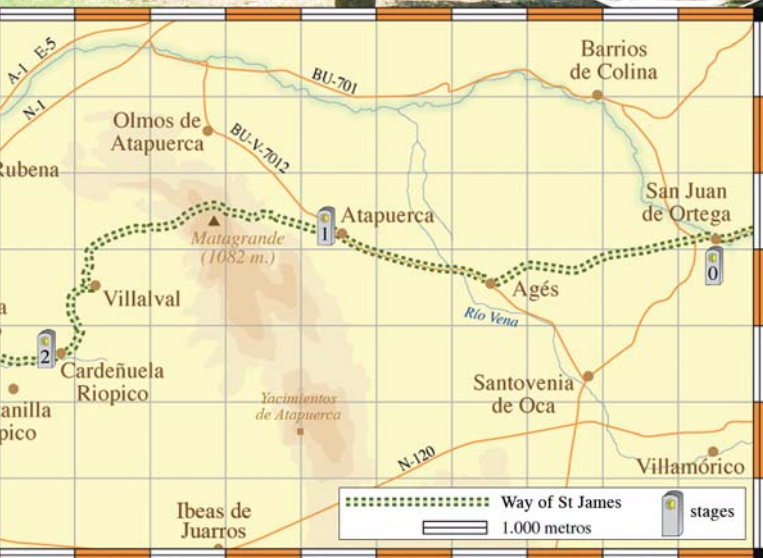 A-1 E-5
N-1
BU-701
Barrios
de Colina
Olmos de
Atapuerca
BU-V-7012
Rubena
San Juan
de Ortega
Atapuerca
1
Matagrande
(1082 m.)
0
Agés
Villalval
Río Vena
2
Cardeñuela
Riopico
Santovenia
de Oca
anilla
pico
Yacimientos
de Atapuerca
N-120
Villamórico
Ibeas de
Juarros
Way of St James
1.000 metros
stages